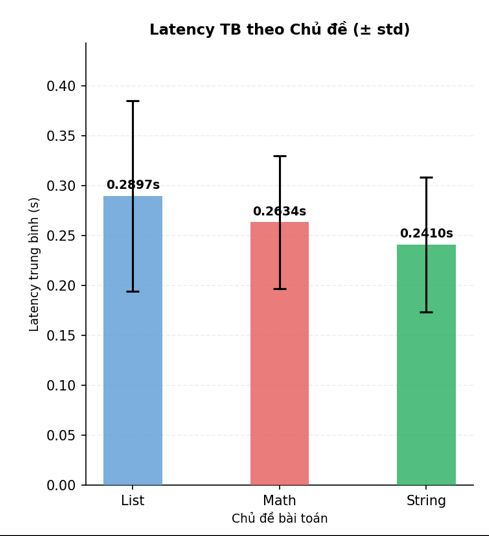 Latency TB theo Chủ đề (± std)
Latency trung bình (s)
0.40
0.35
0.30
0.25
0.20
0.15
0.10
0.05
0.00
0.2897s
0.2634s
0.2410s
List
Math
String
Chủ đề bài toán